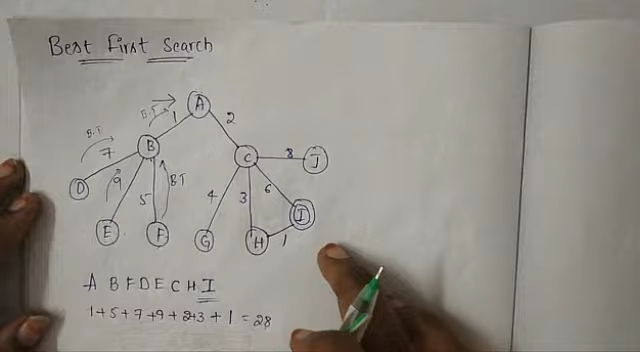 Best First Search
A
B.T
1
2
B.T
7
B
C
8
J
D
9
5
BT
4
3
6
I
E
F
G
H
1
A B F D E C H I
1+5+7+9+2+3+1=28